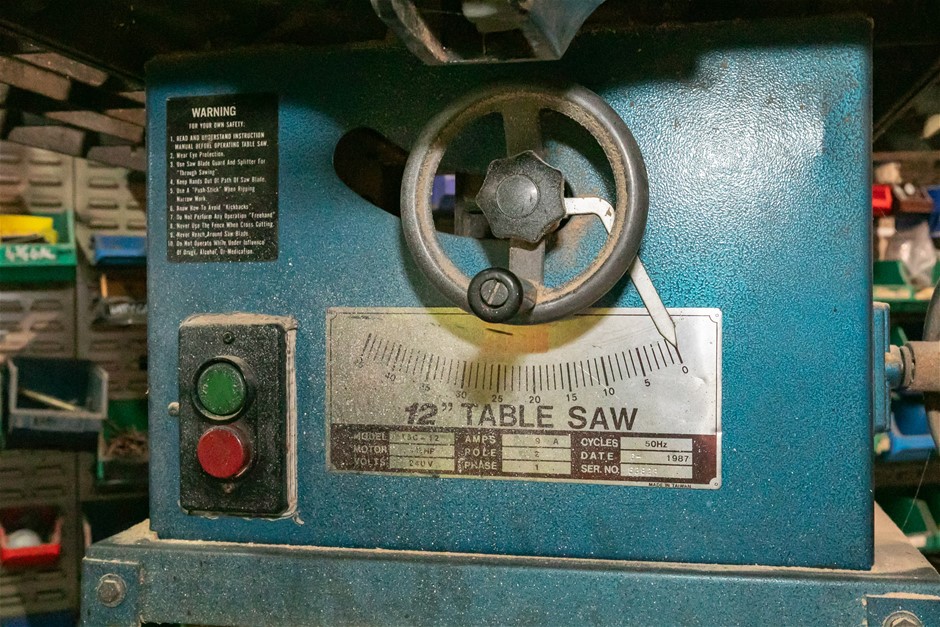 WARNING
FOR YOUR OWN SAFETY:
1. READ AND UNDERSTAND INSTRUCTION
MANUAL BEFORE OPERATING TABLE SAW.
2. Wear Eye Protection.
3. Use Saw Blade Guard And Splitter For
"Through Sawing".
4. Keep Hands Out Of Path Of Saw Blade.
5. Use A "Push-Stick" When Ripping
Narrow Work.
6. Know How To Avoid "Kickbacks".
7. Do Not Perform Any Operation "Freehand"
8. Never Use The Fence When Cross Cutting.
9. Never Reach Around Saw Blade.
10. Do Not Operate While Under Influence
Of Drugs, Alcohol, Or Medication.
45 40 35 30 25 20 15 10 5 0
12" TABLE SAW
MODEL AMPS 9 A CYCLES 50Hz
MOTOR HP POLE 2 DATE 1987
VOLTS 240V PHASE 1 SER. NO.
MADE IN TAIWAN